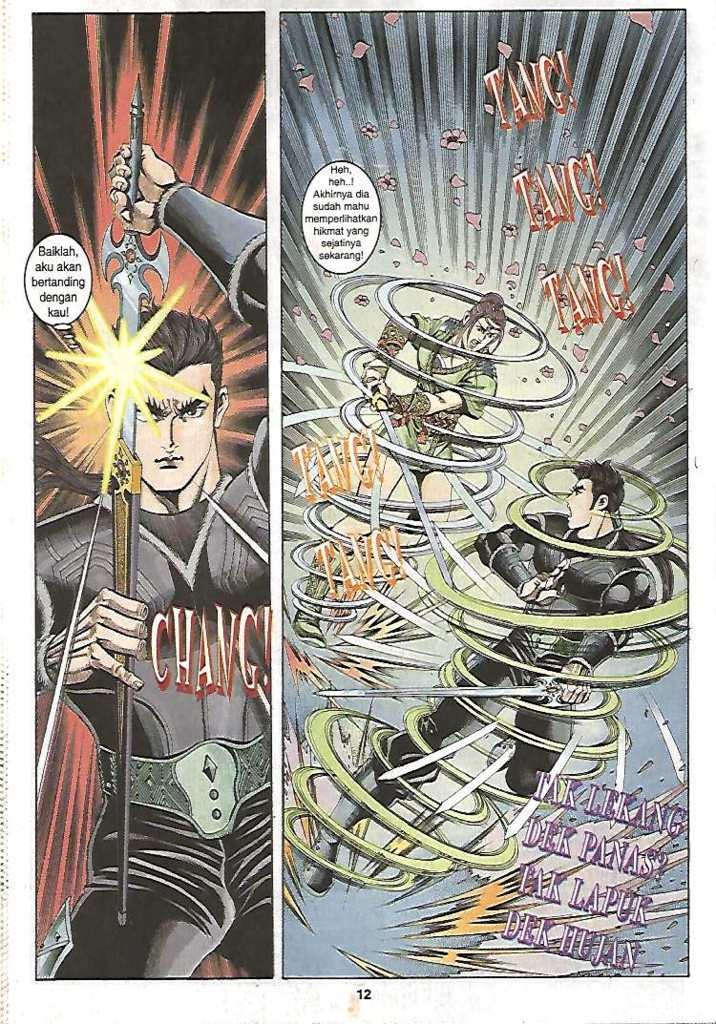 Baiklah,
aku akan
bertanding
dengan
kau!
CHANG!
Heh,
heh..!
Akhirnya dia
sudah mahu
memperlihatkan
hikmat yang
sejatinya
sekarang!
TANG!
TANG!
TANG!
TANG!
TANG!
TAK LEKANG
DEK PANAS?
TAK LAPUK
DEK HUJAN
12